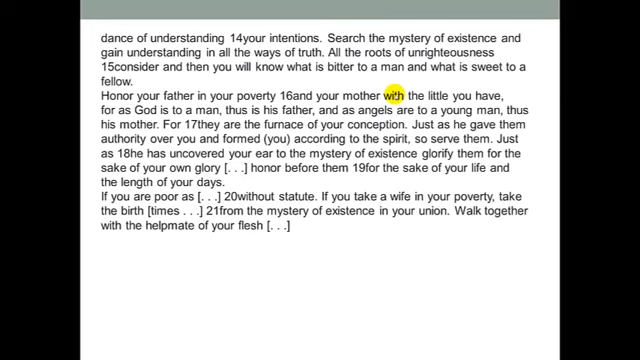 dance of understanding 14your intentions. Search the mystery of existence and
gain understanding in all the ways of truth. All the roots of unrighteousness
15consider and then you will know what is bitter to a man and what is sweet to a
fellow.
Honor your father in your poverty 16and your mother with the little you have,
for as God is to a man, thus is his father, and as angels are to a young man, thus
his mother. For 17they are the furnace of your conception. Just as he gave them
authority over you and formed (you) according to the spirit, so serve them. Just
as 18he has uncovered your ear to the mystery of existence glorify them for the
sake of your own glory [. . .] honor before them 19for the sake of your life and
the length of your days.
If you are poor as [. . .] 20without statute. If you take a wife in your poverty, take
the birth [times . . .] 21from the mystery of existence in your union. Walk together
with the helpmate of your flesh [. . .]